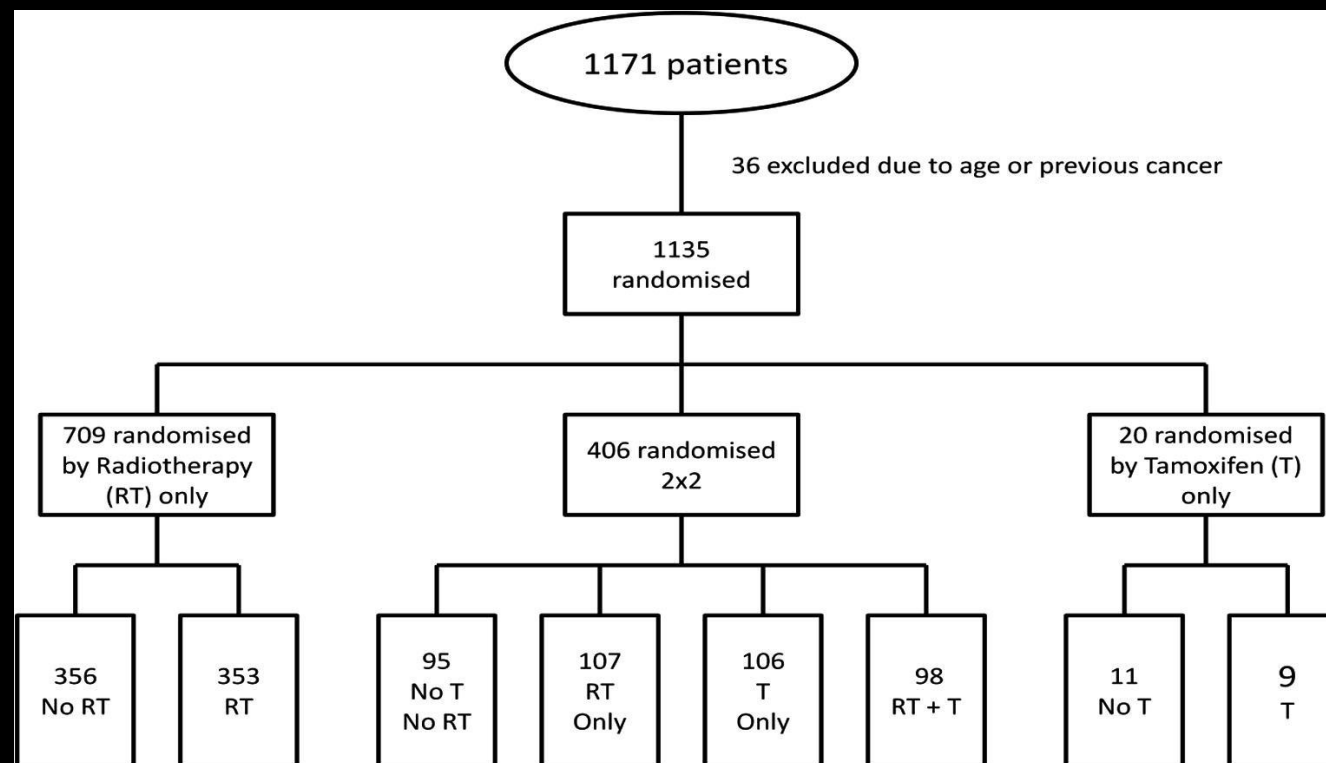 1171 patients
36 excluded due to age or previous cancer
1135
randomised
709 randomised
by Radiotherapy
(RT) only
406 randomised
2x2
20 randomised
by Tamoxifen (T)
only
356
No RT
353
RT
95
No T
No RT
107
RT
Only
106
T
Only
98
RT + T
11
No T
9
T